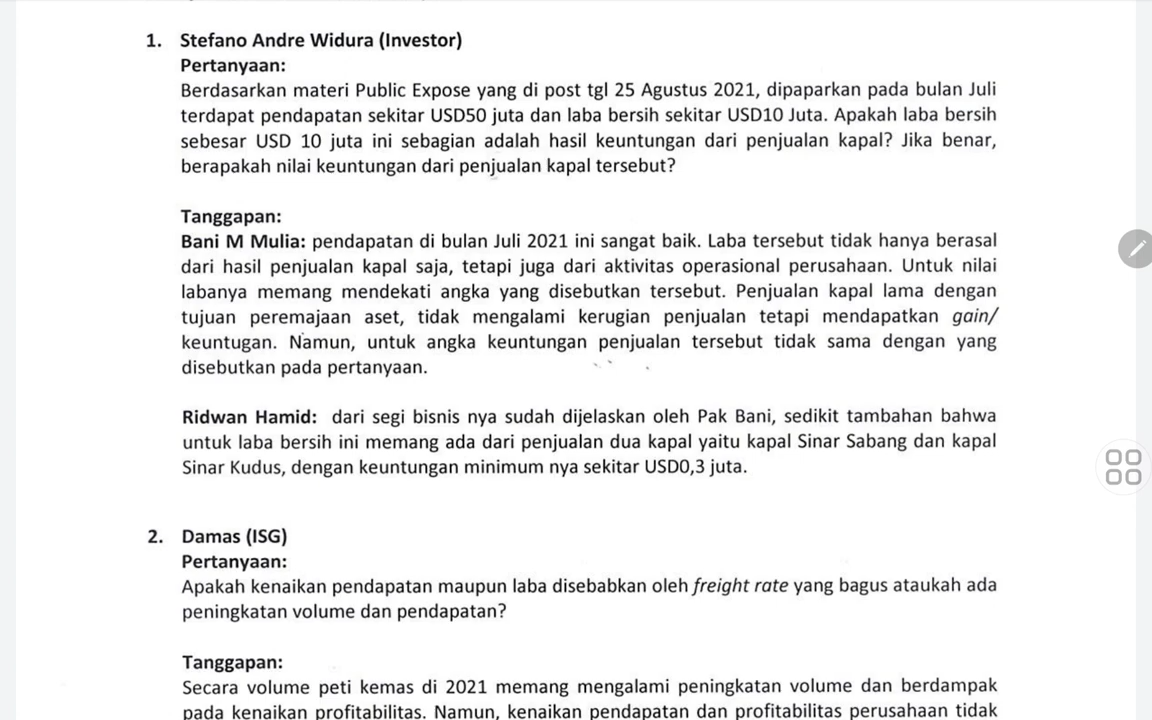 1. Stefano Andre Widura (Investor)
Pertanyaan:
Berdasarkan materi Public Expose yang di post tgl 25 Agustus 2021, dipaparkan pada bulan Juli
terdapat pendapatan sekitar USD50 juta dan laba bersih sekitar USD10 Juta. Apakah laba bersih
sebesar USD 10 juta ini sebagian adalah hasil keuntungan dari penjualan kapal? Jika benar,
berapakah nilai keuntungan dari penjualan kapal tersebut?
Tanggapan:
Bani M Mulia: pendapatan di bulan Juli 2021 ini sangat baik. Laba tersebut tidak hanya berasal
dari hasil penjualan kapal saja, tetapi juga dari aktivitas operasional perusahaan. Untuk nilai
labanya memang mendekati angka yang disebutkan tersebut. Penjualan kapal lama dengan
tujuan peremajaan aset, tidak mengalami kerugian penjualan tetapi mendapatkan gain/
keuntugan. Namun, untuk angka keuntungan penjualan tersebut tidak sama dengan yang
disebutkan pada pertanyaan.
Ridwan Hamid: dari segi bisnis nya sudah dijelaskan oleh Pak Bani, sedikit tambahan bahwa
untuk laba bersih ini memang ada dari penjualan dua kapal yaitu kapal Sinar Sabang dan kapal
Sinar Kudus, dengan keuntungan minimum nya sekitar USD0,3 juta.
2. Damas (ISG)
Pertanyaan:
Apakah kenaikan pendapatan maupun laba disebabkan oleh freight rate yang bagus ataukah ada
peningkatan volume dan pendapatan?
Tanggapan:
Secara volume peti kemas di 2021 memang mengalami peningkatan volume dan berdampak
pada kenaikan profitabilitas. Namun, kenaikan pendapatan dan profitabilitas perusahaan tidak